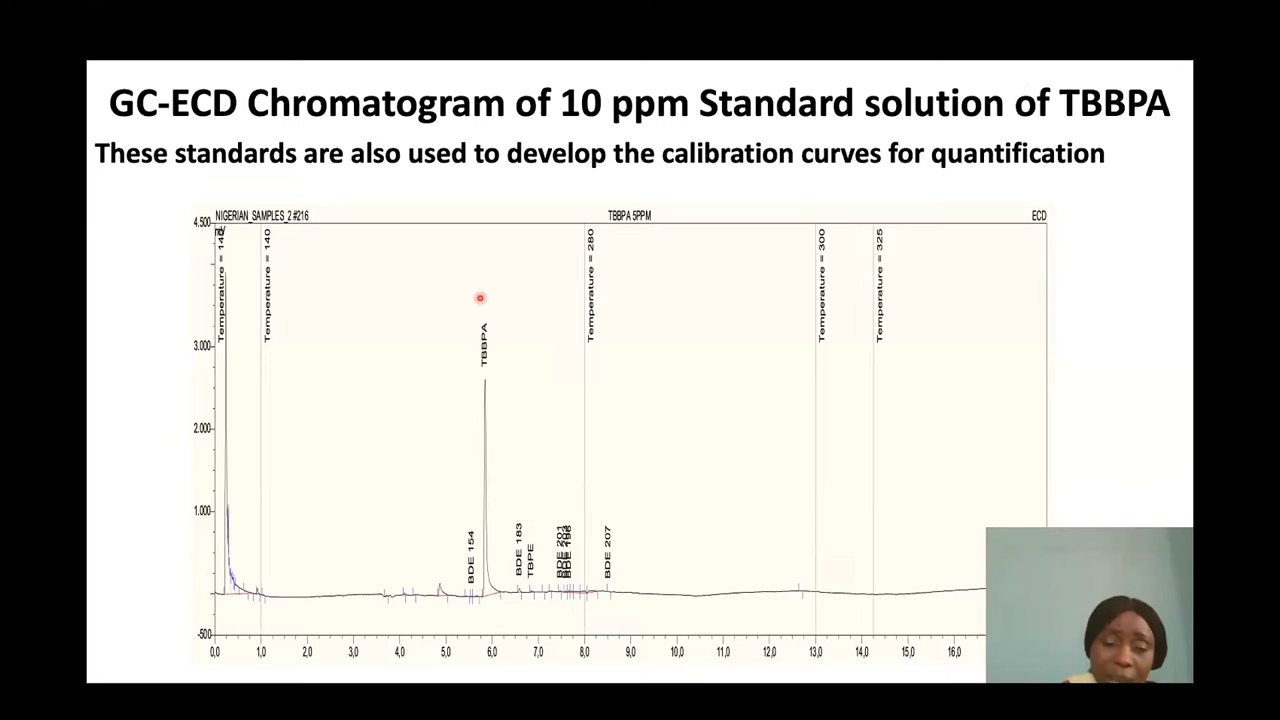 GC-ECD Chromatogram of 10 ppm Standard solution of TBBPA
These standards are also used to develop the calibration curves for quantification
NIGERIAN_SAMPLES_2 #216 TBBPA 5PPM ECD
4.500
Temperature = 140
Temperature = 280
Temperature = 300
Temperature = 325
3.000
TBBPA
2.000
1.000
BDE 154
BDE 183
TBPE
BDE 201
BDE 207
-500
0,0 1,0 2,0 3,0 4,0 5,0 6,0 7,0 8,0 9,0 10,0 11,0 12,0 13,0 14,0 15,0 16,0